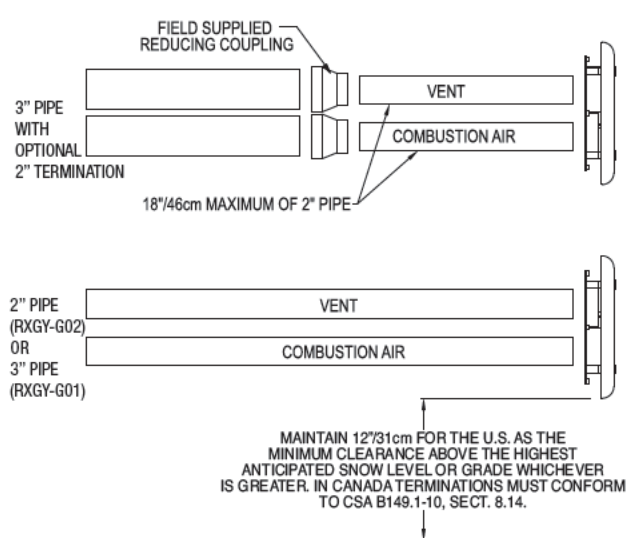 FIELD SUPPLIED
REDUCING COUPLING
VENT
3” PIPE
WITH
OPTIONAL
2” TERMINATION
COMBUSTION AIR
18"/46cm MAXIMUM OF 2" PIPE
2” PIPE
(RXGY-G02)
OR
3” PIPE
(RXGY-G01)
VENT
COMBUSTION AIR
MAINTAIN 12"/31cm FOR THE U.S. AS THE
MINIMUM CLEARANCE ABOVE THE HIGHEST
ANTICIPATED SNOW LEVEL OR GRADE WHICHEVER
IS GREATER. IN CANADA TERMINATIONS MUST CONFORM
TO CSA B149.1-10, SECT. 8.14.